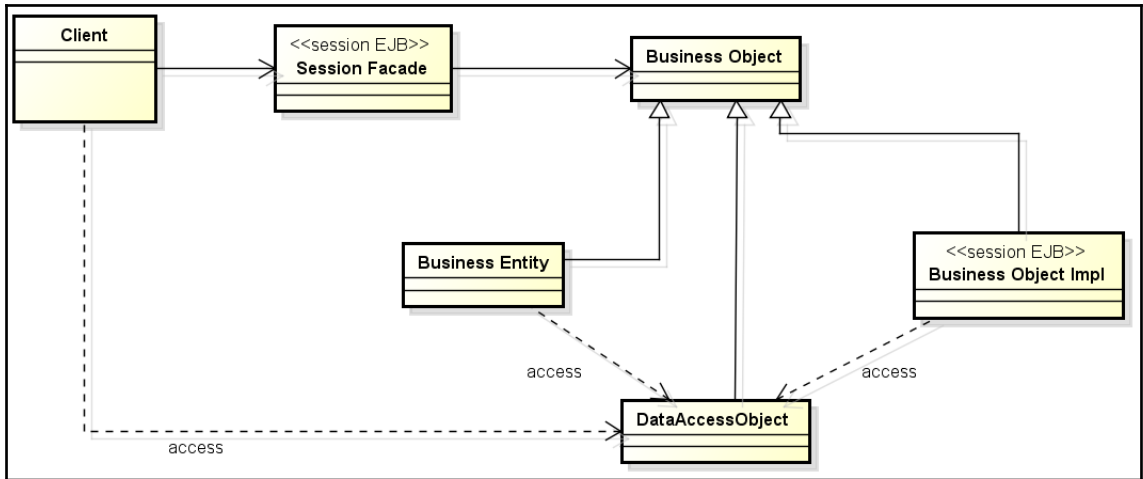 Client
<<session EJB>>
Session Facade
Business Object
Business Entity
<<session EJB>>
Business Object Impl
access
access
DataAccessObject
access